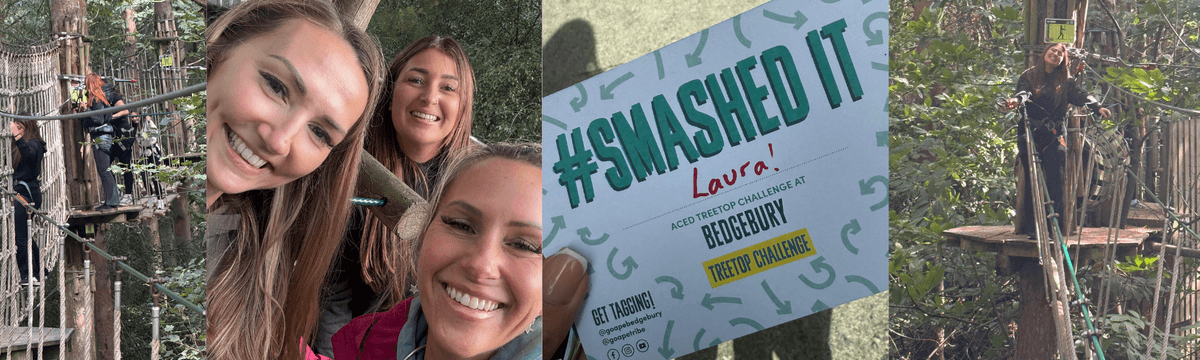 #SMASHED IT
Laura!
ACED TREETOP CHALLENGE AT
BEDGEBURY
TREETOP CHALLENGE
GET TAGGING!
@goapebedgebury
@goapetribe